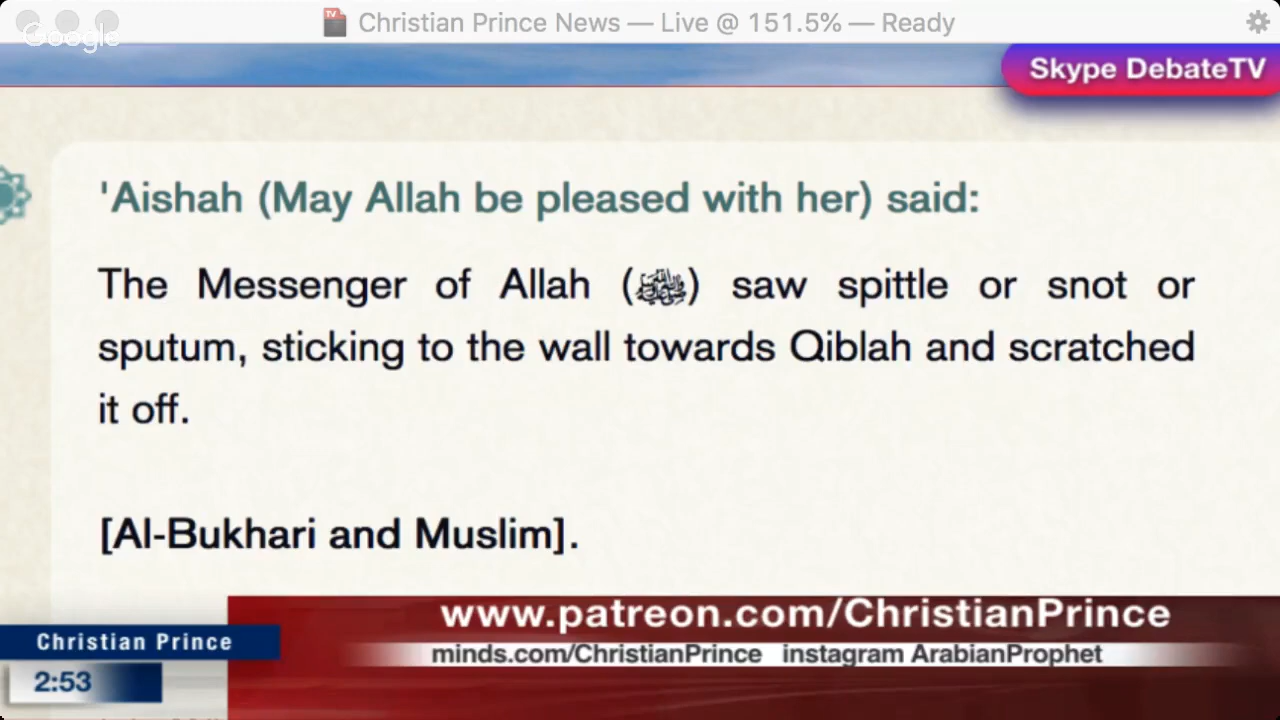 Christian Prince News — Live @ 151.5% — Ready
Google
Skype DebateTV
'Aishah (May Allah be pleased with her) said:
The Messenger of Allah (ﷺ) saw spittle or snot or
sputum, sticking to the wall towards Qiblah and scratched
it off.
[Al-Bukhari and Muslim].
www.patreon.com/ChristianPrince
Christian Prince
minds.com/ChristianPrince instagram ArabianProphet
2:53